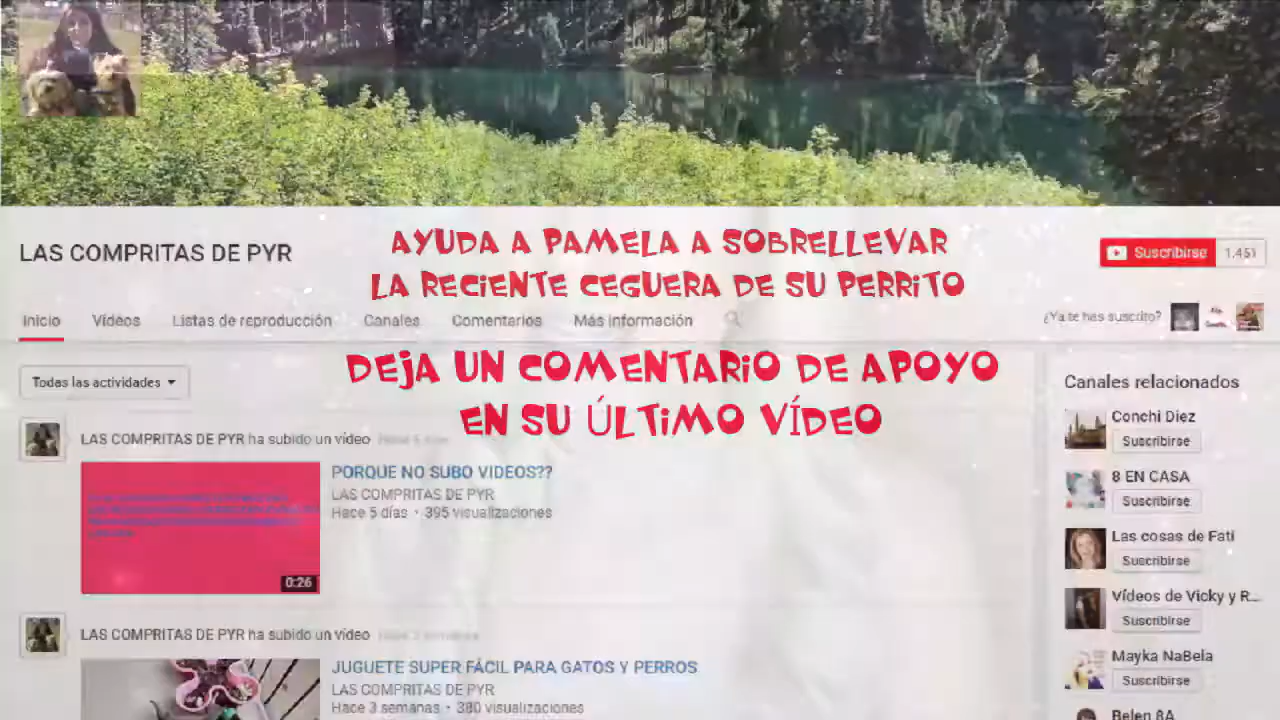 LAS COMPRITAS DE PYR
AYUDA A PAMELA A SOBRELLEVAR
LA RECIENTE CEGUERA DE SU PERRITO
Suscribirse 1.451
Inicio Vídeos Listas de reproducción Canales Comentarios Más información
¿Ya te has suscrito?
DEJA UN COMENTARIO DE APOYO
EN SU ÚLTIMO VÍDEO
Todas las actividades
LAS COMPRITAS DE PYR ha subido un vídeo
PORQUE NO SUBO VIDEOS??
LAS COMPRITAS DE PYR
Hace 5 días • 395 visualizaciones
0:26
LAS COMPRITAS DE PYR ha subido un vídeo Hace 3 semanas
JUGUETE SUPER FÁCIL PARA GATOS Y PERROS
LAS COMPRITAS DE PYR
Hace 3 semanas • 380 visualizaciones
Canales relacionados
Conchi Diez
Suscribirse
8 EN CASA
Suscribirse
Las cosas de Fati
Suscribirse
Vídeos de Vicky y R...
Suscribirse
Mayka NaBela
Suscribirse
Belen 8A